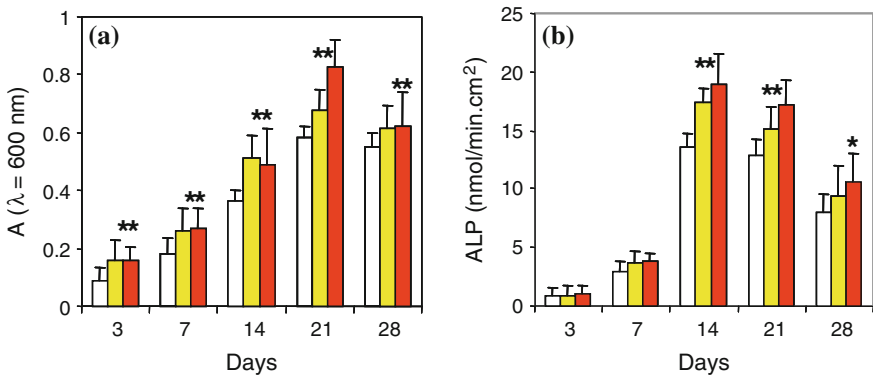 (a)
A (λ = 600 nm)
1
0.8
0.6
0.4
0.2
0
** ** ** ** **
3 7 14 21 28
Days
(b)
ALP (nmol/min.cm²)
25
20
15
10
5
0
** ** *
3 7 14 21 28
Days